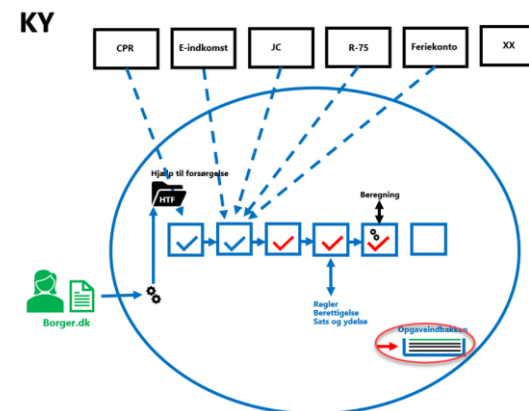 KY
CPR
E-indkomst
JC
R-75
Feriekonto
XX
Hjælp til forsørgelse
HTF
Beregning
Regler
Berettigelse
Sats og ydelse
Borger.dk
Opgaveindbakken